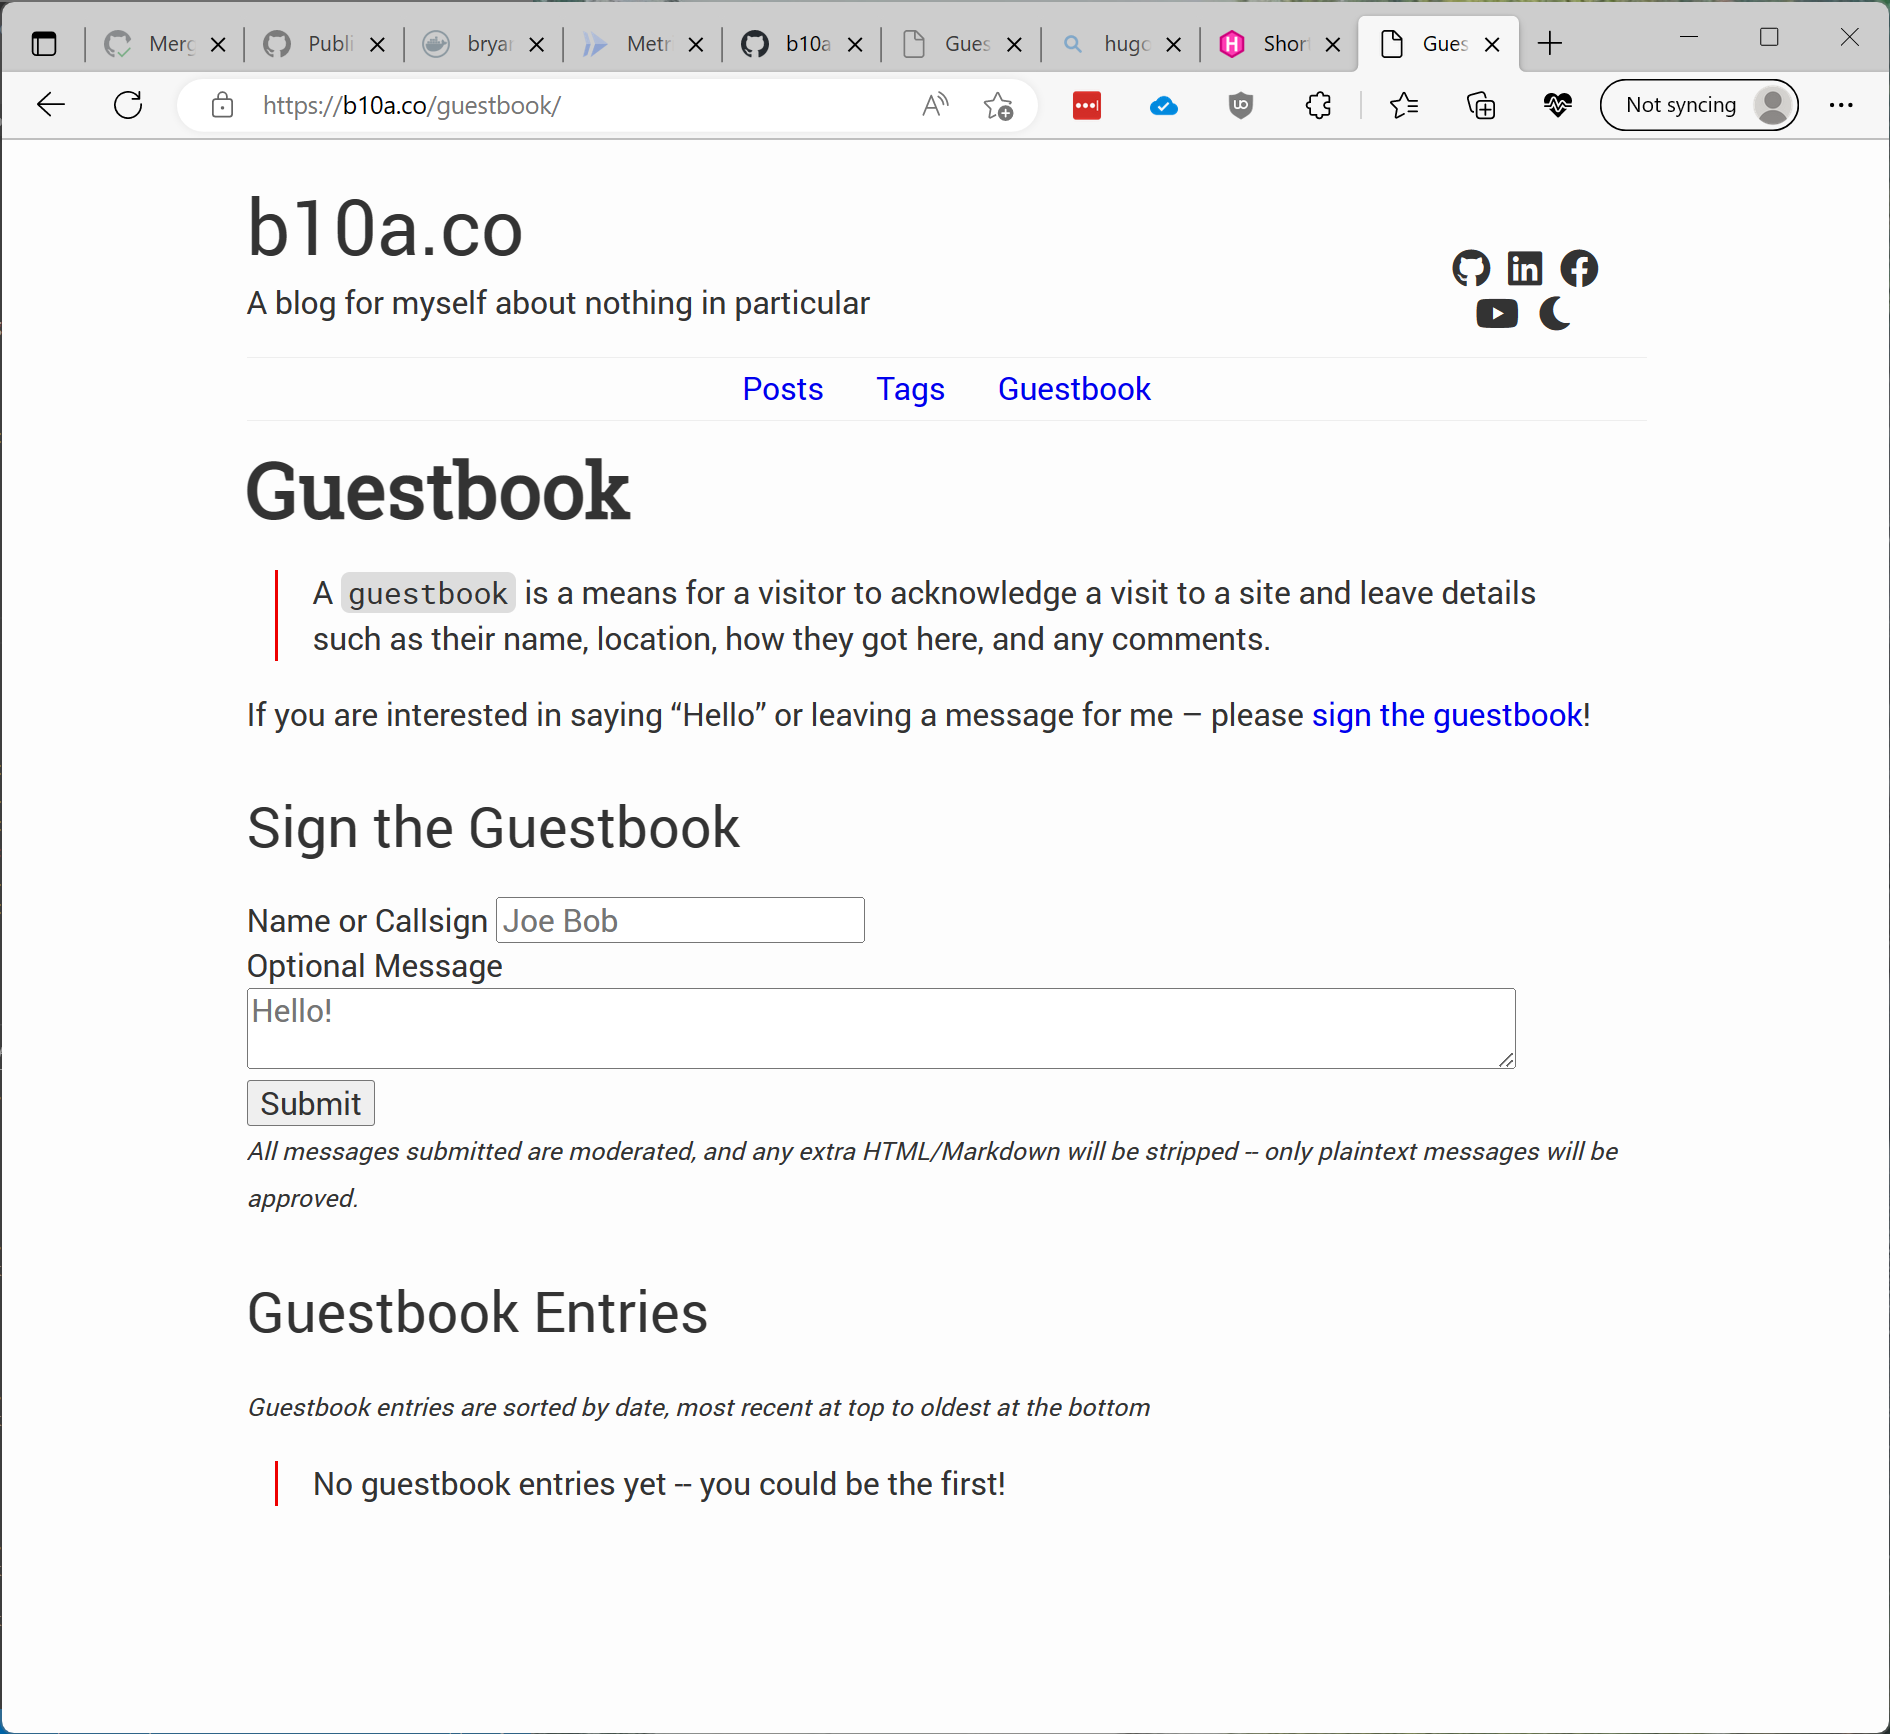 Merg
Publi
brya
Metr
b10a
Gues
hugo
Short
Gues
https://b10a.co/guestbook/
Not syncing
b10a.co
A blog for myself about nothing in particular
Posts Tags Guestbook
Guestbook
A guestbook is a means for a visitor to acknowledge a visit to a site and leave details
such as their name, location, how they got here, and any comments.
If you are interested in saying “Hello” or leaving a message for me – please sign the guestbook!
Sign the Guestbook
Name or Callsign Joe Bob
Optional Message
Hello!
Submit
All messages submitted are moderated, and any extra HTML/Markdown will be stripped -- only plaintext messages will be
approved.
Guestbook Entries
Guestbook entries are sorted by date, most recent at top to oldest at the bottom
No guestbook entries yet -- you could be the first!